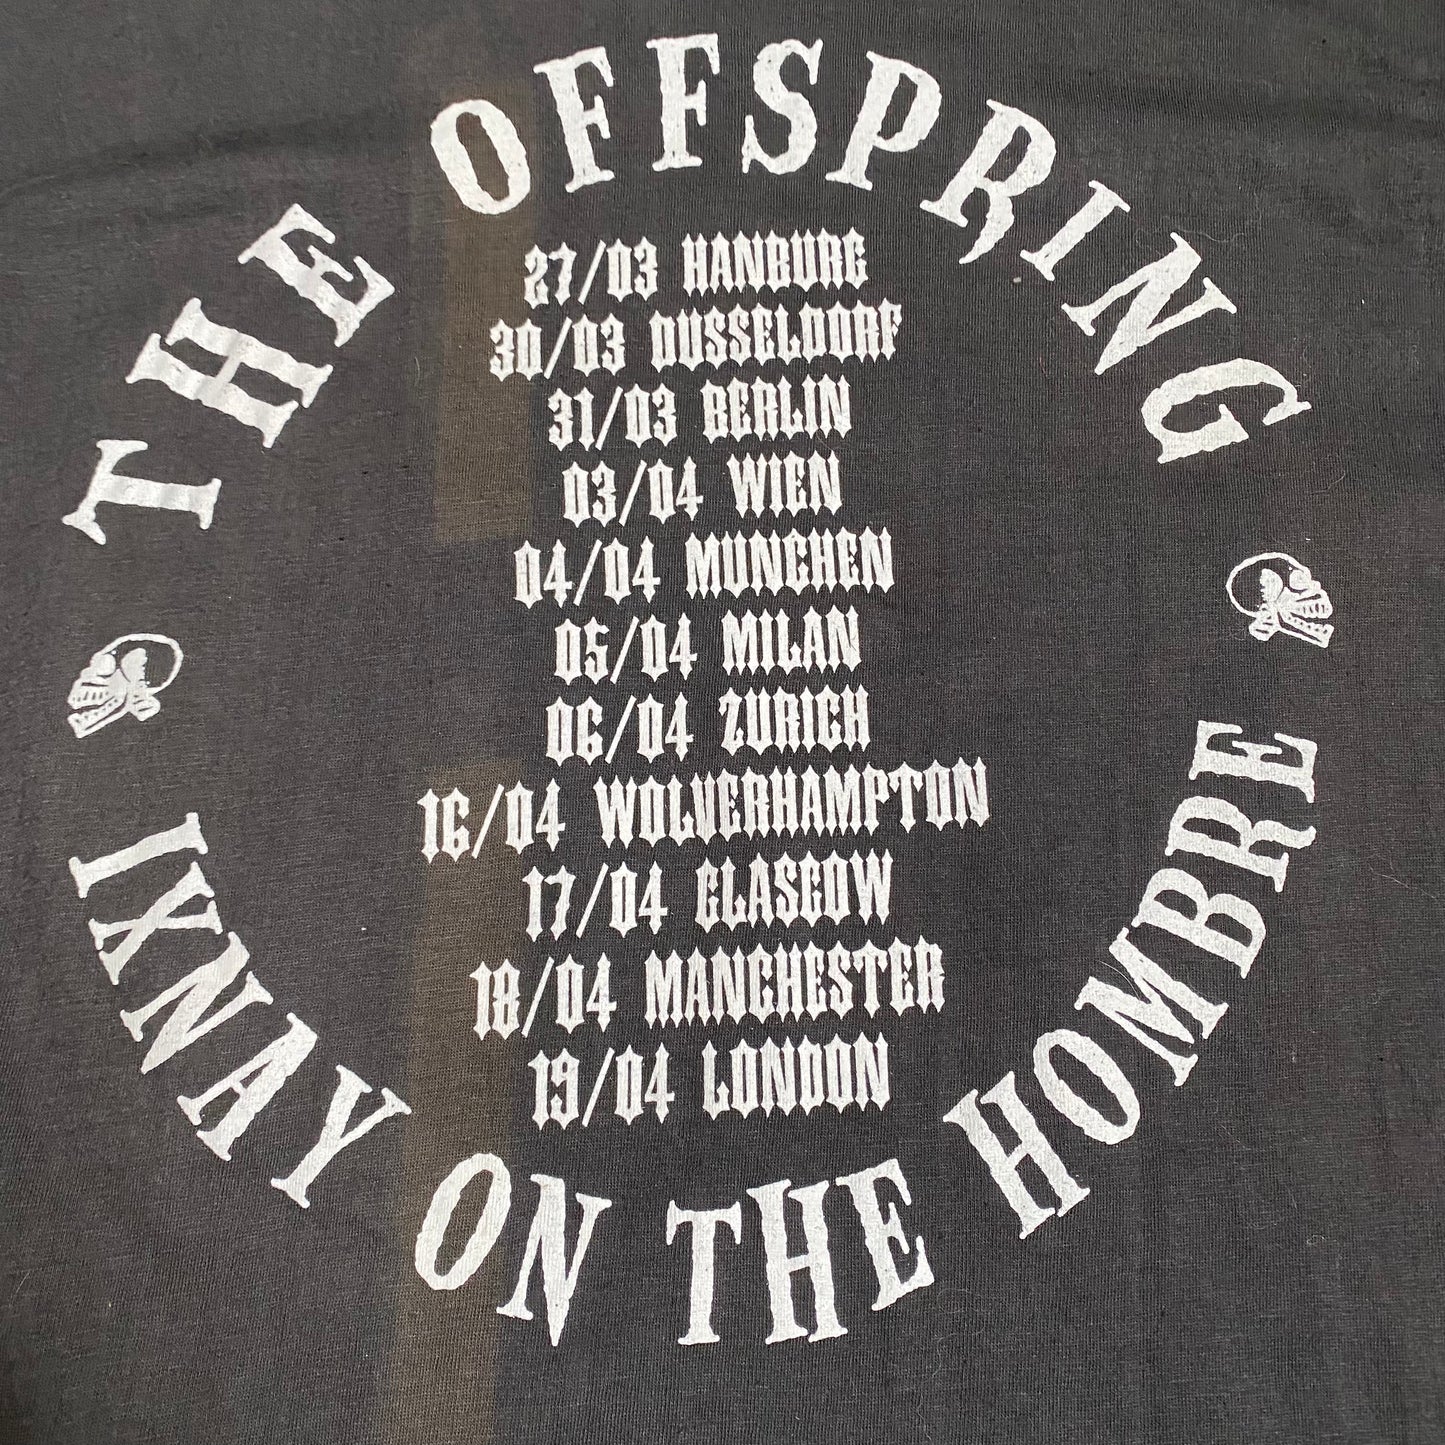 THE OFFSPRING
27/03 HANBURG
30/03 DUSSELDORF
31/03 BERLIN
03/04 WIEN
04/04 MUNCHEN
05/04 MILAN
06/04 ZURICH
16/04 WOLVERHAMPTON
17/04 GLASGOW
18/04 MANCHESTER
19/04 LONDON
IXNAY ON THE HOMBRE